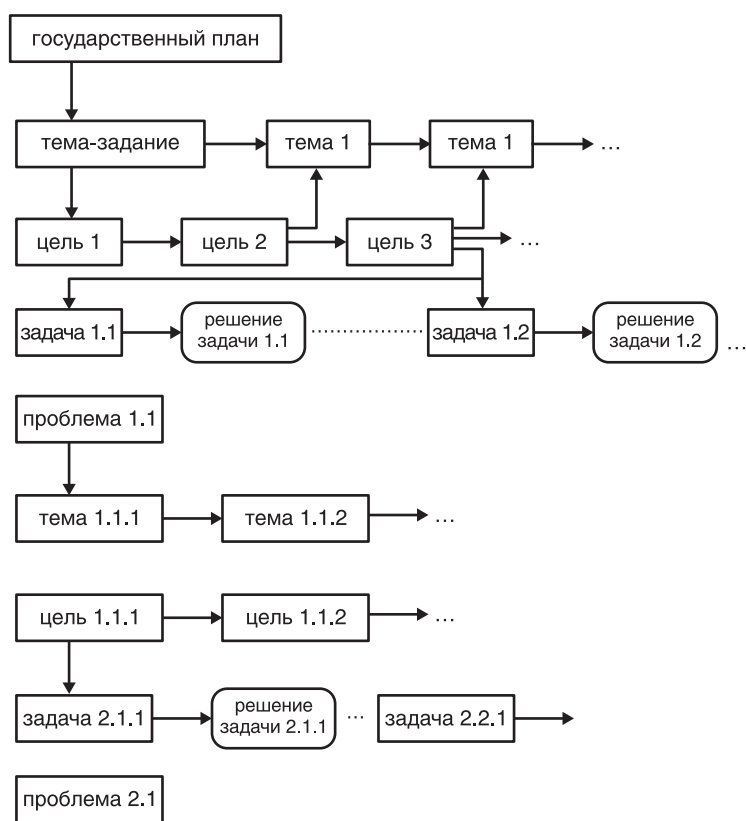 государственный план
тема-задание
тема 1
тема 1
...
цель 1
цель 2
цель 3
...
задача 1.1
решение
задачи 1.1
задача 1.2
решение
задачи 1.2
...
проблема 1.1
тема 1.1.1
тема 1.1.2
...
цель 1.1.1
цель 1.1.2
...
задача 2.1.1
решение
задачи 2.1.1
...
задача 2.2.1
проблема 2.1